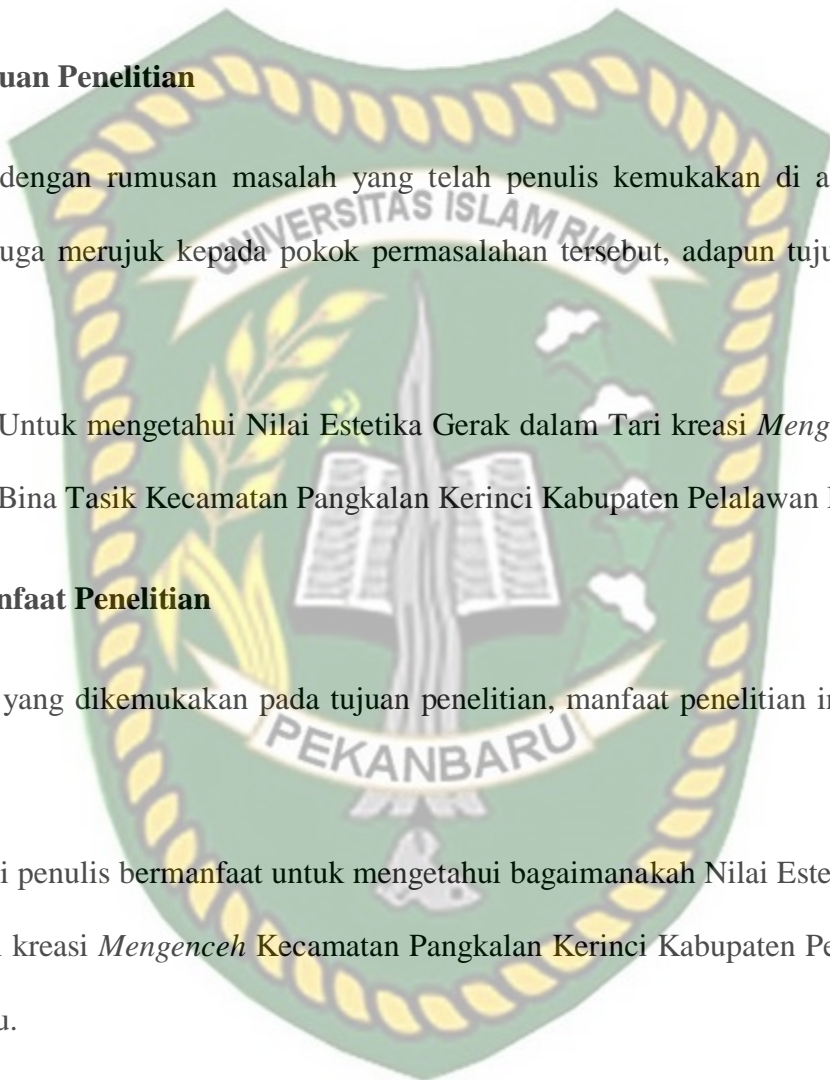 uan Penelitian
dengan rumusan masalah yang telah penulis kemukakan di a
UNIVERSITAS ISLAM RIAU
uga merujuk kepada pokok permasalahan tersebut, adapun tuju
Untuk mengetahui Nilai Estetika Gerak dalam Tari kreasi Meng
Bina Tasik Kecamatan Pangkalan Kerinci Kabupaten Pelalawan
nfaat Penelitian
yang dikemukakan pada tujuan penelitian, manfaat penelitian in
PEKANBARU
i penulis bermanfaat untuk mengetahui bagaimanakah Nilai Este
kreasi Mengenceh Kecamatan Pangkalan Kerinci Kabupaten Pe
u.